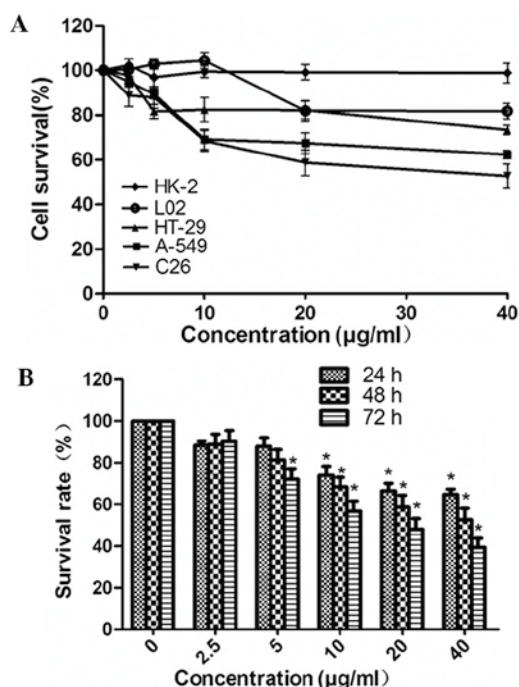 A
120
100
80
60
40
20
0
Cell survival(%)
HK-2
L02
HT-29
A-549
C26
0 10 20 30 40
Concentration (μg/ml)
B
24 h
48 h
72 h
120
100
80
60
40
20
0
Survival rate (%)
* * * * * * * * * *
0 2.5 5 10 20 40
Concentration (μg/ml)